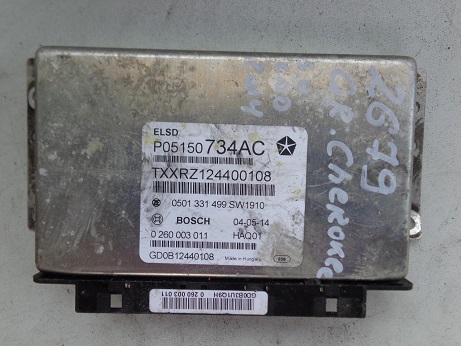 ELSD
P05150734AC
TXXRZ124400108
0501 331 499 SW1910
BOSCH 04-05-14
0 260 003 011 HAQ01
GD0B12440108 Made in Hungary
GD0B3U1Q9H 0 260 003 011
2679
GR.Cherokee